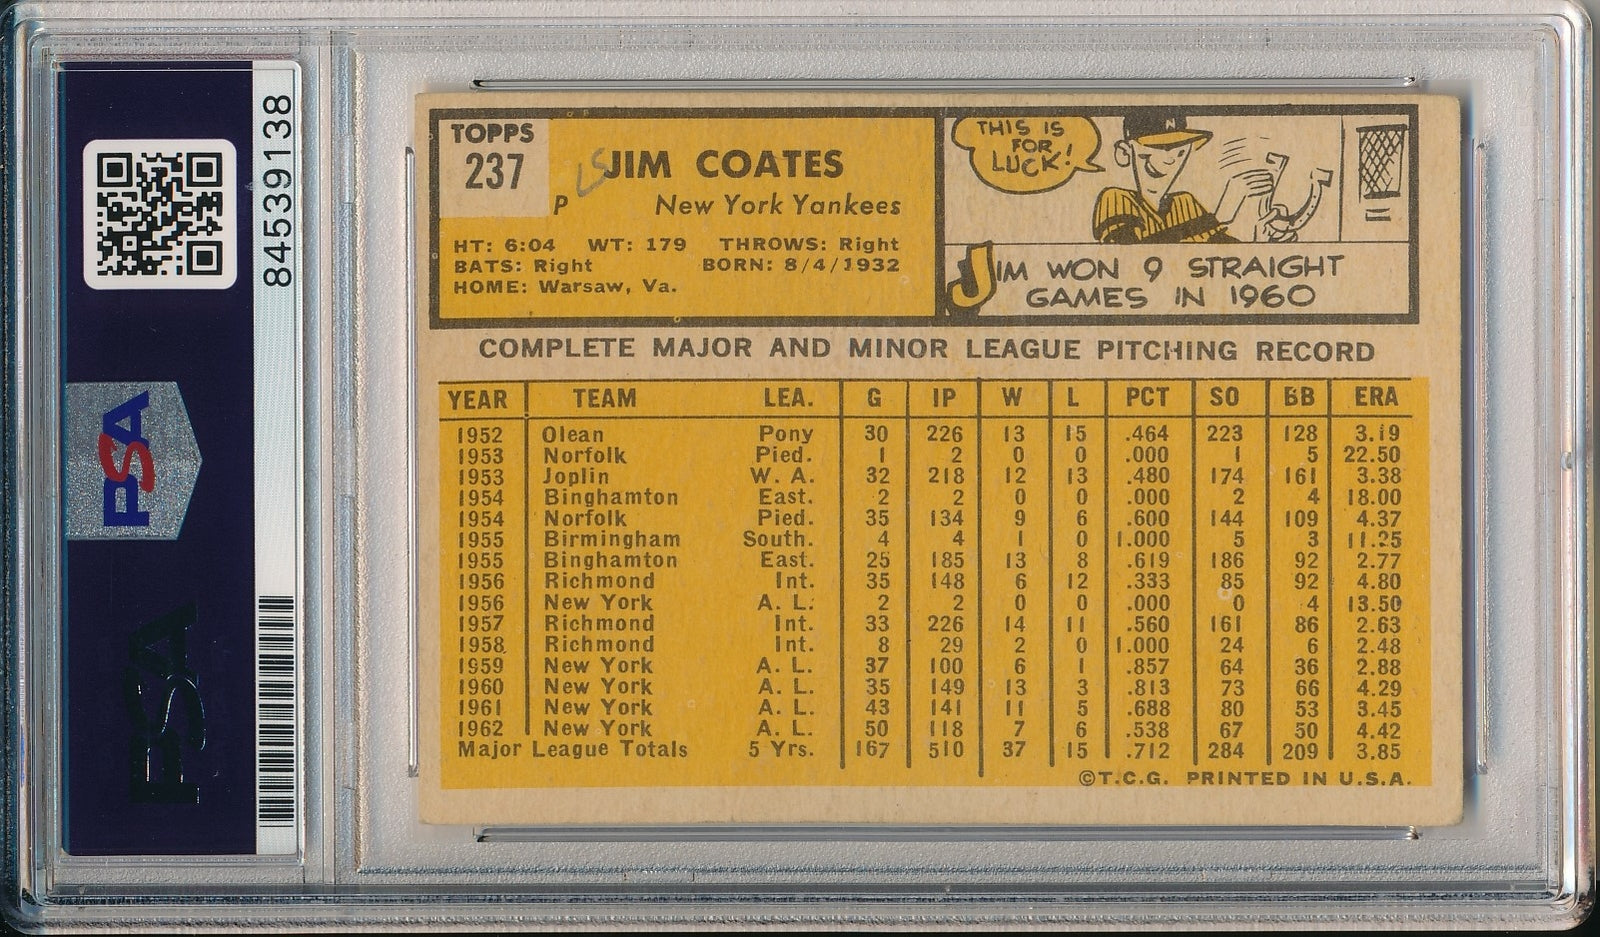 84539138
PSA
PSA
TOPPS
237
LS
JIM COATES
P New York Yankees
HT: 6:04 WT: 179 THROWS: Right
BATS: Right BORN: 8/4/1932
HOME: Warsaw, Va.
THIS IS
FOR
LUCK!
N
JIM WON 9 STRAIGHT
GAMES IN 1960
COMPLETE MAJOR AND MINOR LEAGUE PITCHING RECORD
YEAR TEAM LEA. G IP W L PCT SO BB ERA
1952 Olean Pony 30 226 13 15 .464 223 128 3.19
1953 Norfolk Pied. 1 2 0 0 .000 1 5 22.50
1953 Joplin W. A. 32 218 12 13 .480 174 161 3.38
1954 Binghamton East. 2 2 0 0 .000 2 4 18.00
1954 Norfolk Pied. 35 134 9 6 .600 144 109 4.37
1955 Birmingham South. 4 4 1 0 1.000 5 3 11.25
1955 Binghamton East. 25 185 13 8 .619 186 92 2.77
1956 Richmond Int. 35 148 6 12 .333 85 92 4.80
1956 New York A. L. 2 2 0 0 .000 0 4 13.50
1957 Richmond Int. 33 226 14 11 .560 161 86 2.63
1958 Richmond Int. 8 29 2 0 1.000 24 6 2.48
1959 New York A. L. 37 100 6 1 .857 64 36 2.88
1960 New York A. L. 35 149 13 3 .813 73 66 4.29
1961 New York A. L. 43 141 11 5 .688 80 53 3.45
1962 New York A. L. 50 118 7 6 .538 67 50 4.42
Major League Totals 5 Yrs. 167 510 37 15 .712 284 209 3.85
©T.C.G. PRINTED IN U.S.A.